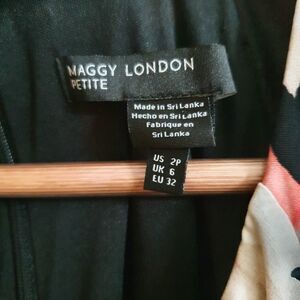 MAGGY LONDON
PETITE
Made in Sri Lanka
Hecho en Sri Lanka
Fabrique en
Sri Lanka
US 2P
UK 6
EU 32